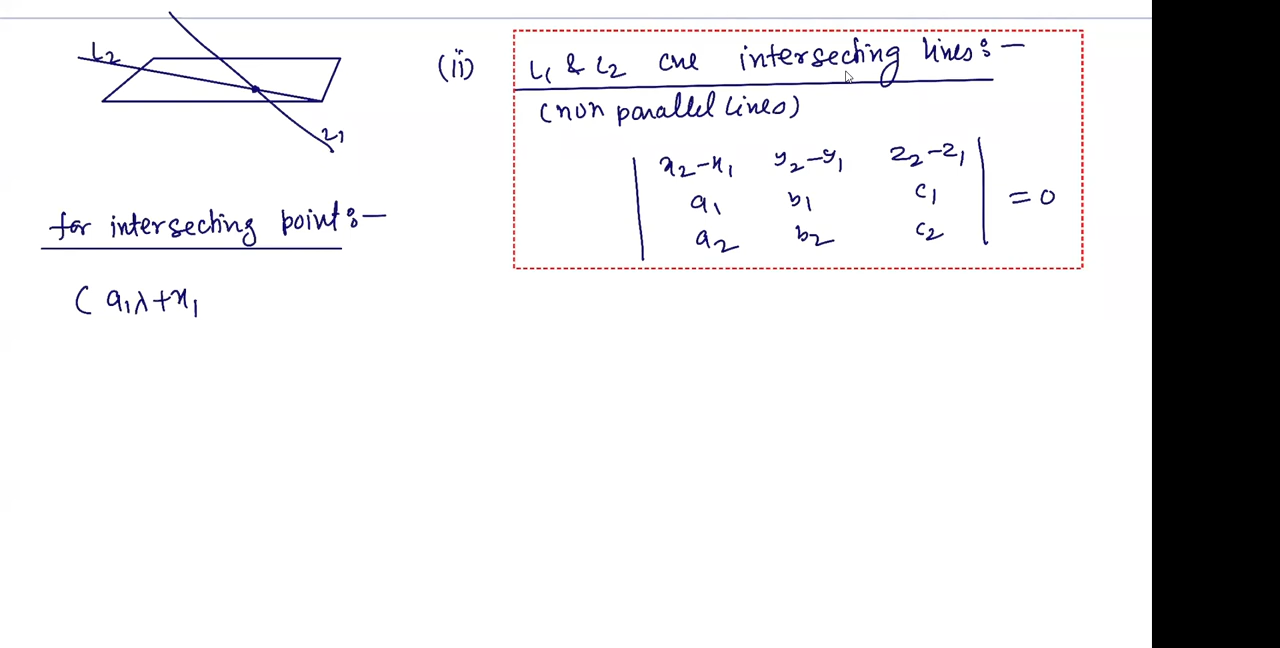 L2
L1
(ii) L1 & L2 are intersecting lines:-
(non parallel lines)
| x2-x1 y2-y1 z2-z1 |
| a1 b1 c1 | = 0
| a2 b2 c2 |
for intersecting point:-
( a1λ+x1